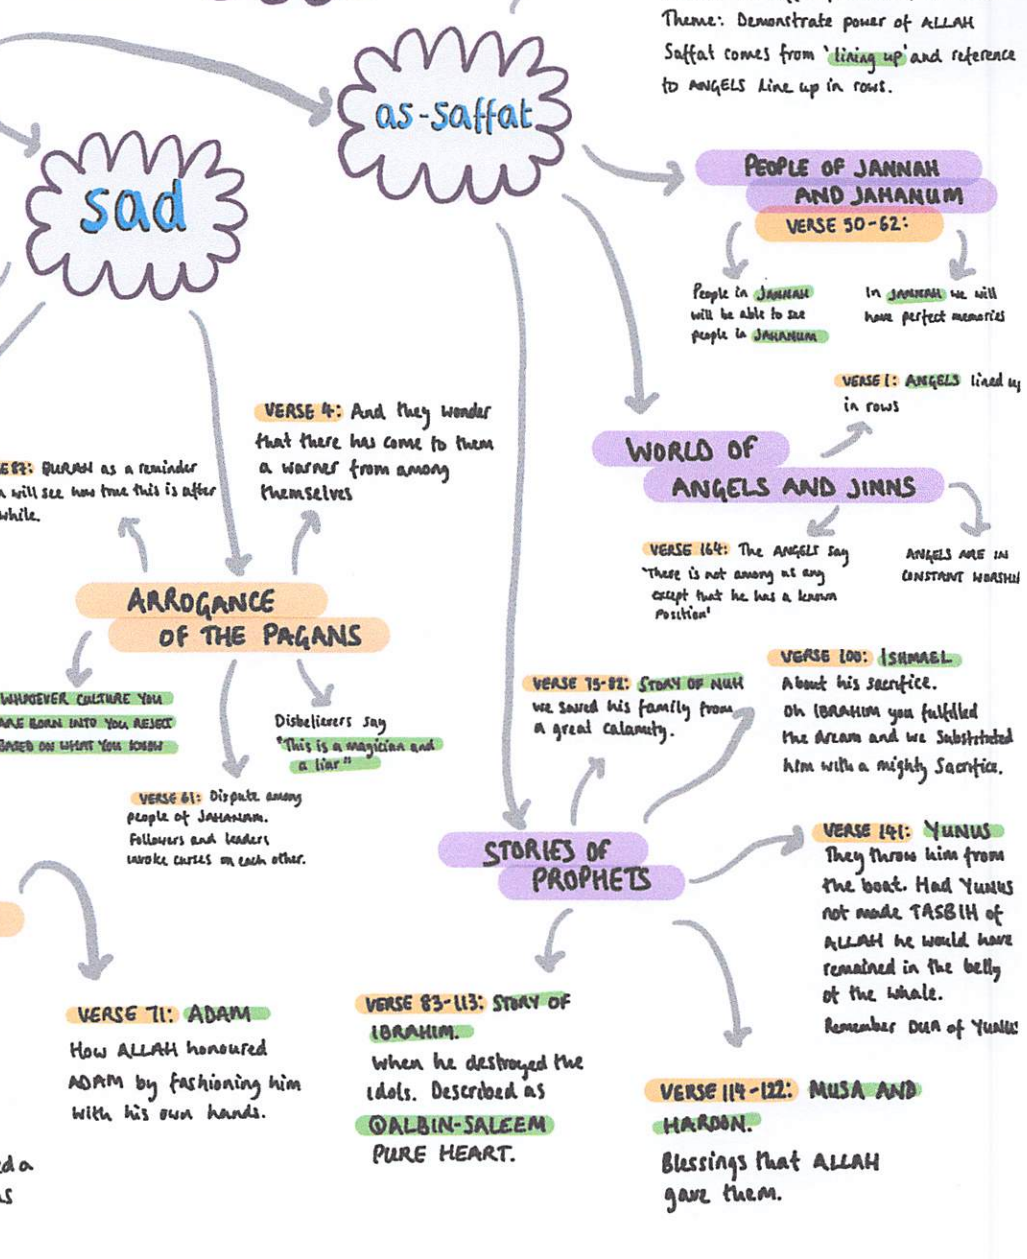 Theme: Demonstrate power of ALLAH
Saffat comes from 'lining up' and reference
to ANGELS line up in rows.
as-saffat
sad
PEOPLE OF JANNAH
AND JAHANUM
VERSE 50-62:
People in JANNAH
will be able to see
people in JAHANUM
In JANNAH we will
have perfect memories
VERSE 1: ANGELS lined up
in rows
WORLD OF
ANGELS AND JINNS
VERSE 164: The ANGELS say
'There is not among us any
except that he has a known
Position'
ANGELS ARE IN
CONSTANT WORSHIP
VERSE 4: And they wonder
that there has come to them
a warner from among
themselves
87: QURAN as a reminder
will see how true this is after
while.
ARROGANCE
OF THE PAGANS
WHATEVER CULTURE YOU
ARE BORN INTO YOU REJECT
BASED ON WHAT YOU KNOW
Disbelievers say
"This is a magician and
a liar"
VERSE 61: Dispute among
people of JAHANAM.
Followers and leaders
invoke curses on each other.
VERSE 75-82: STORY OF NUH
we saved his family from
a great calamity.
VERSE 100: ISHMAEL
About his sacrifice.
Oh IBRAHIM you fulfilled
the dream and we substituted
him with a mighty Sacrifice.
STORIES OF
PROPHETS
VERSE 141: YUNUS
They throw him from
the boat. Had YUNUS
not made TASBIH of
ALLAH he would have
remained in the belly
of the whale.
Remember DUA of YUNUS
VERSE 71: ADAM
How ALLAH honoured
ADAM by fashioning him
with his own hands.
VERSE 83-113: STORY OF
IBRAHIM.
When he destroyed the
idols. Described as
QALBIN-SALEEM
PURE HEART.
VERSE 114-122: MUSA AND
HAROON.
Blessings that ALLAH
gave them.